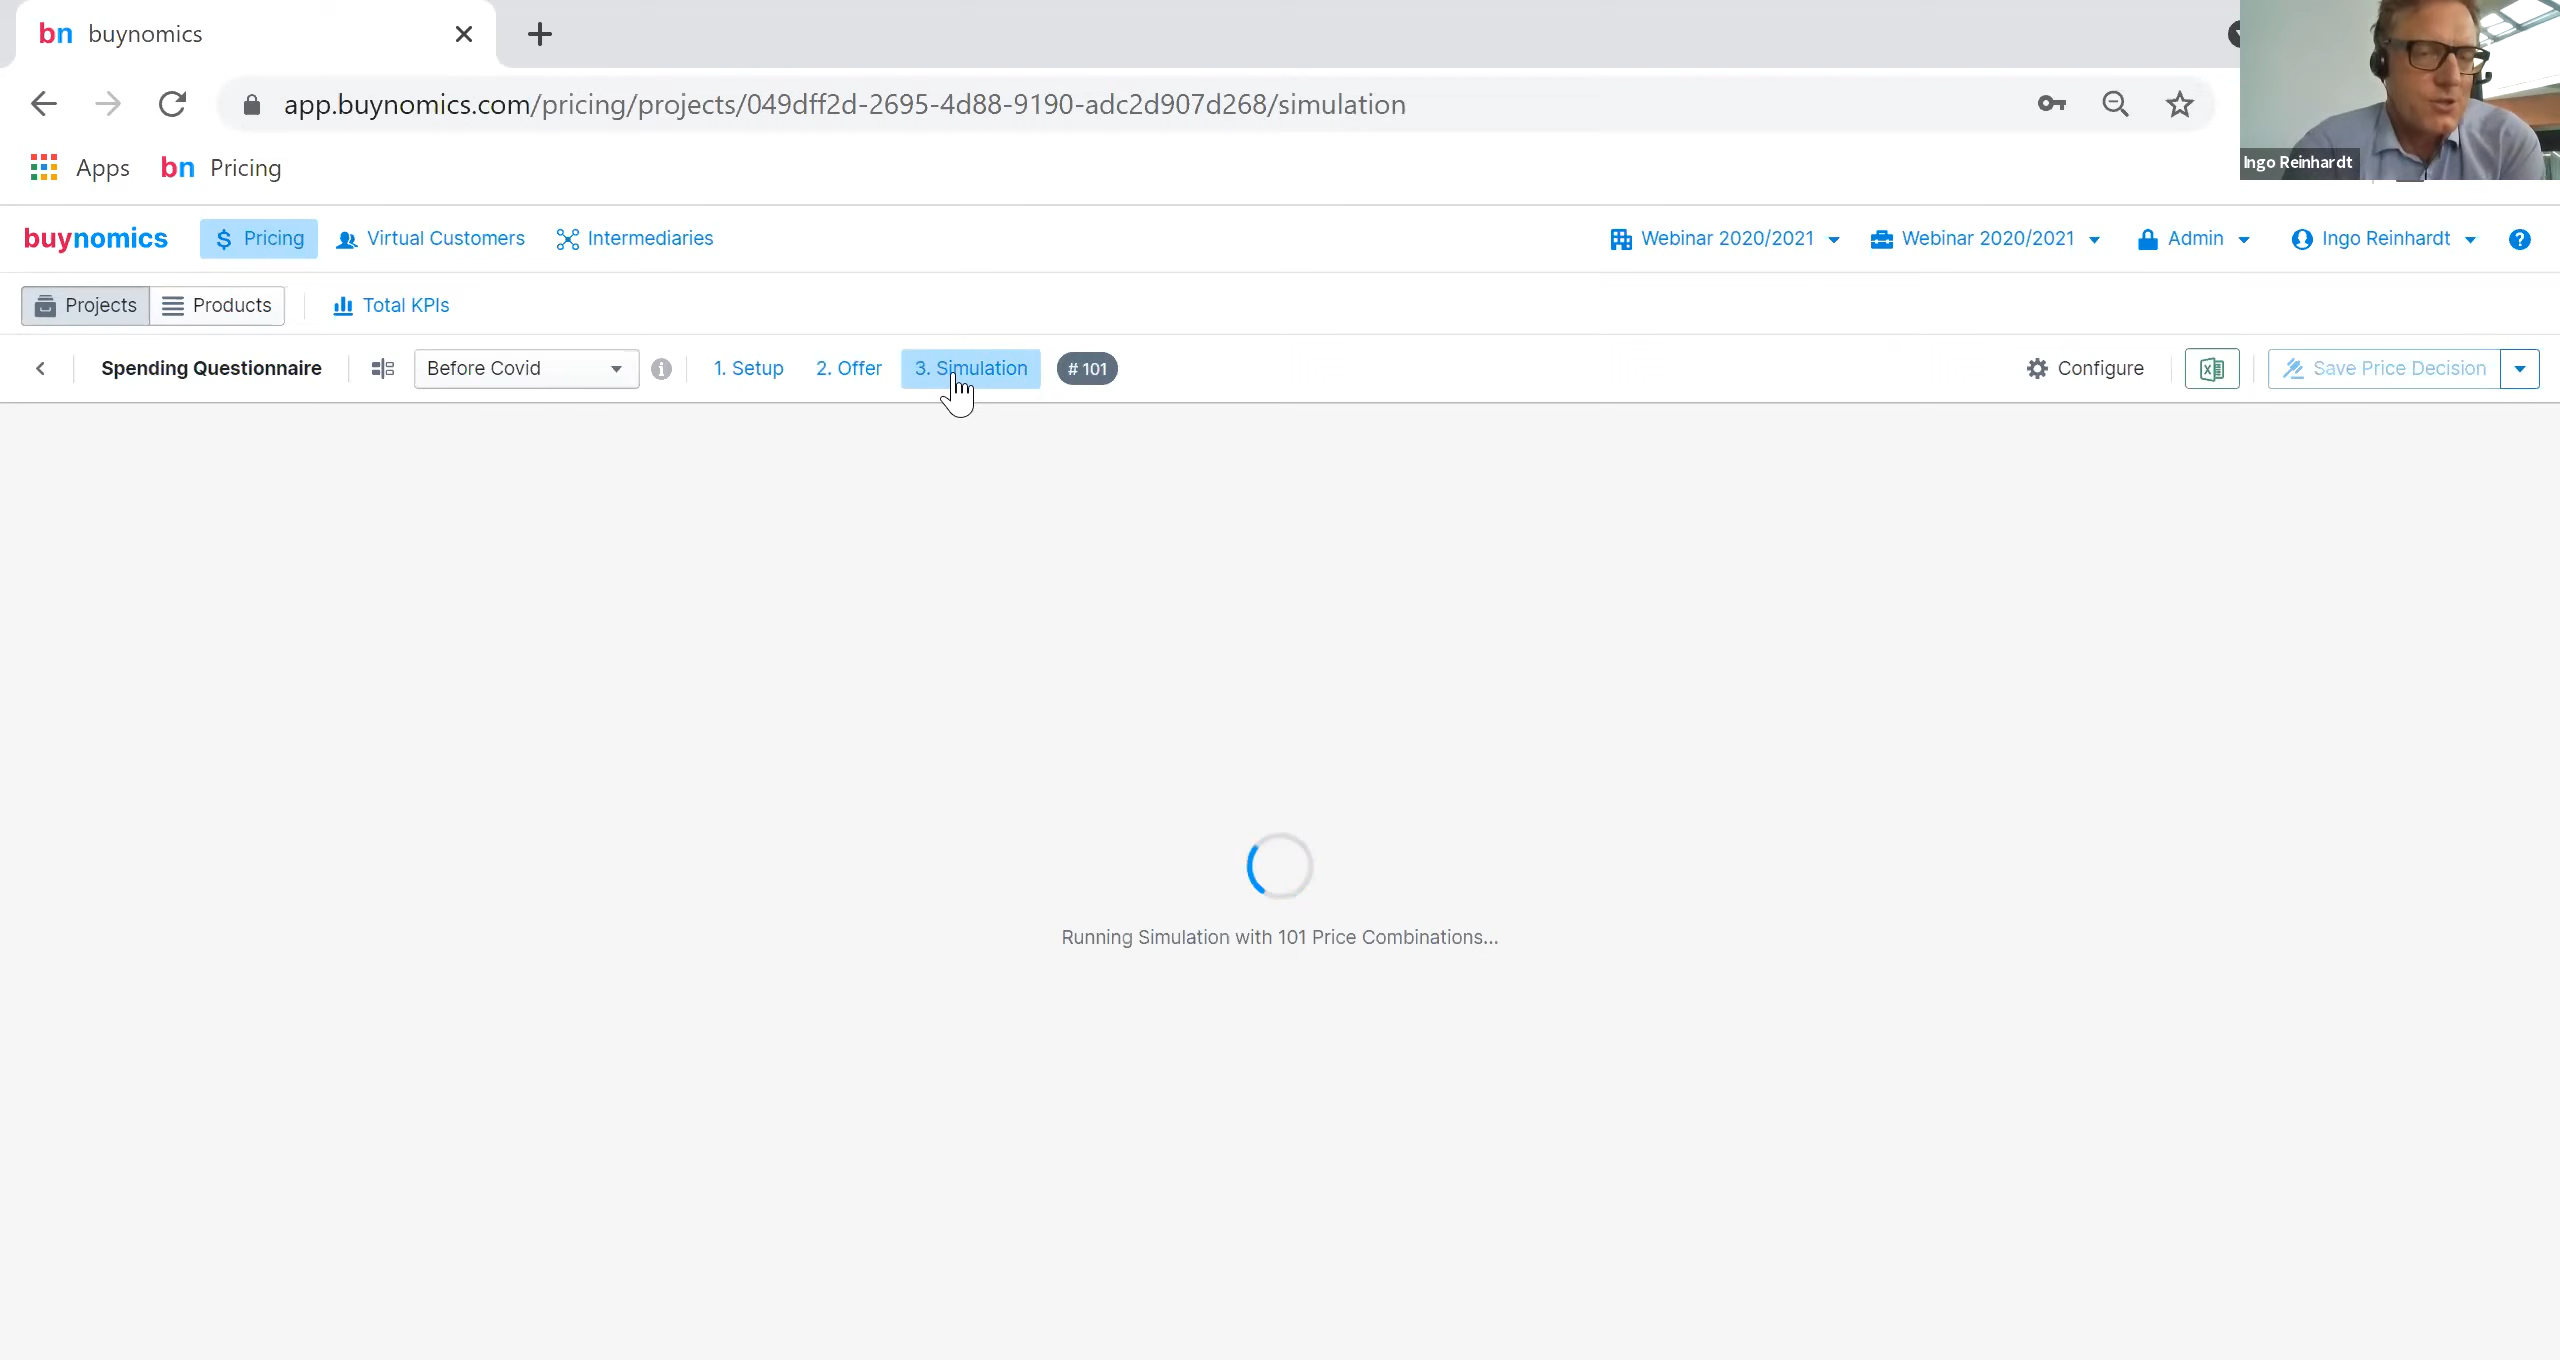 bn buynomics
app.buynomics.com/pricing/projects/049dff2d-2695-4d88-9190-adc2d907d268/simulation
Apps bn Pricing
Ingo Reinhardt
buynomics $ Pricing Virtual Customers Intermediaries Webinar 2020/2021 Webinar 2020/2021 Admin Ingo Reinhardt ?
Projects Products Total KPIs
Spending Questionnaire Before Covid i 1. Setup 2. Offer 3. Simulation # 101 Configure Save Price Decision
Running Simulation with 101 Price Combinations...